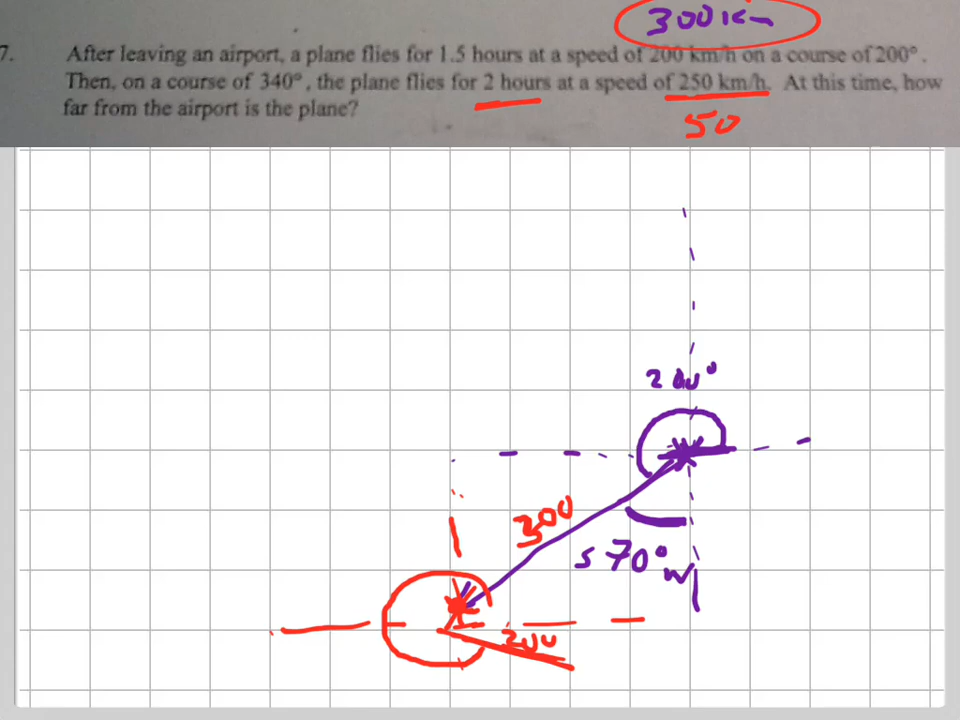 300 km
7. After leaving an airport, a plane flies for 1.5 hours at a speed of 200 km/h on a course of 200°.
Then, on a course of 340°, the plane flies for 2 hours at a speed of 250 km/h. At this time, how
far from the airport is the plane?
50
200°
300
S 70° W
200